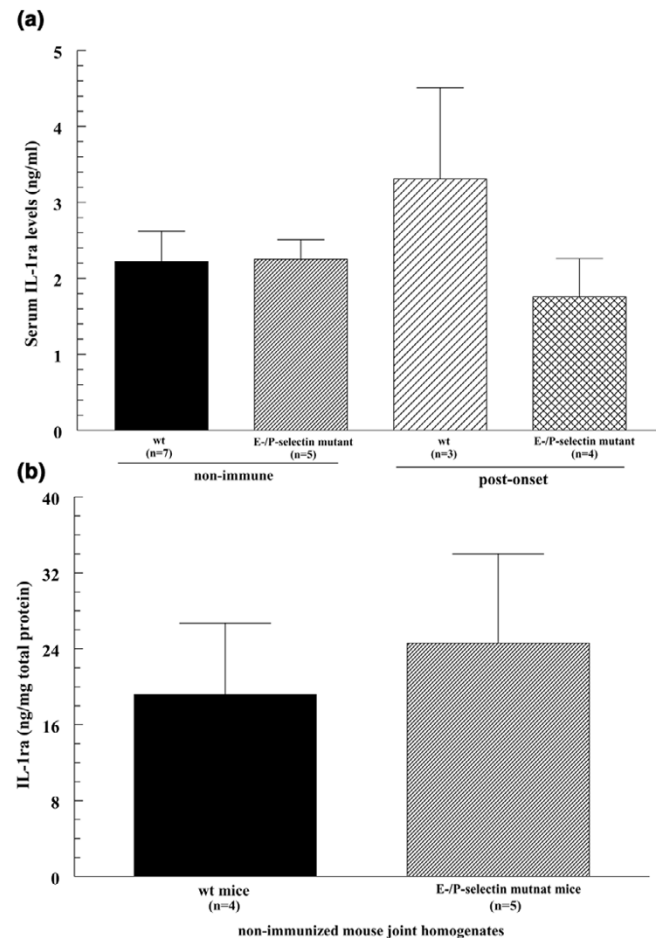 (a)
Serum IL-1ra levels (ng/ml)
5
4
3
2
1
0
wt
(n=7)
E-/P-selectin mutant
(n=5)
wt
(n=3)
E-/P-selectin mutant
(n=4)
non-immune
post-onset
(b)
IL-1ra (ng/mg total protein)
40
32
24
16
8
0
wt mice
(n=4)
E-/P-selectin mutnat mice
(n=5)
non-immunized mouse joint homogenates